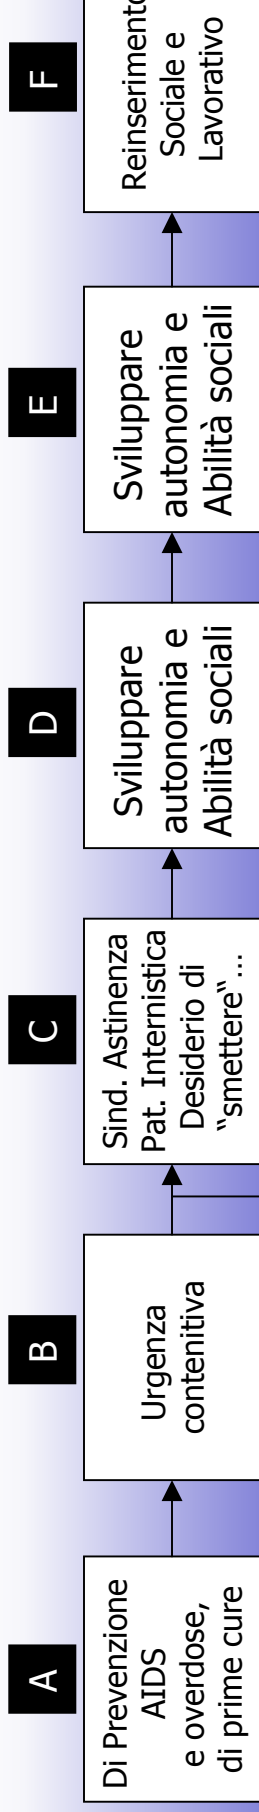 A
Di Prevenzione
AIDS
e overdose,
di prime cure
B
Urgenza
contenitiva
C
Sind. Astinenza
Pat. Internistica
Desiderio di
“smettere“...
D
Sviluppare
autonomia e
Abilità sociali
E
Sviluppare
autonomia e
Abilità sociali
F
Reinserimento
Sociale e
Lavorativo